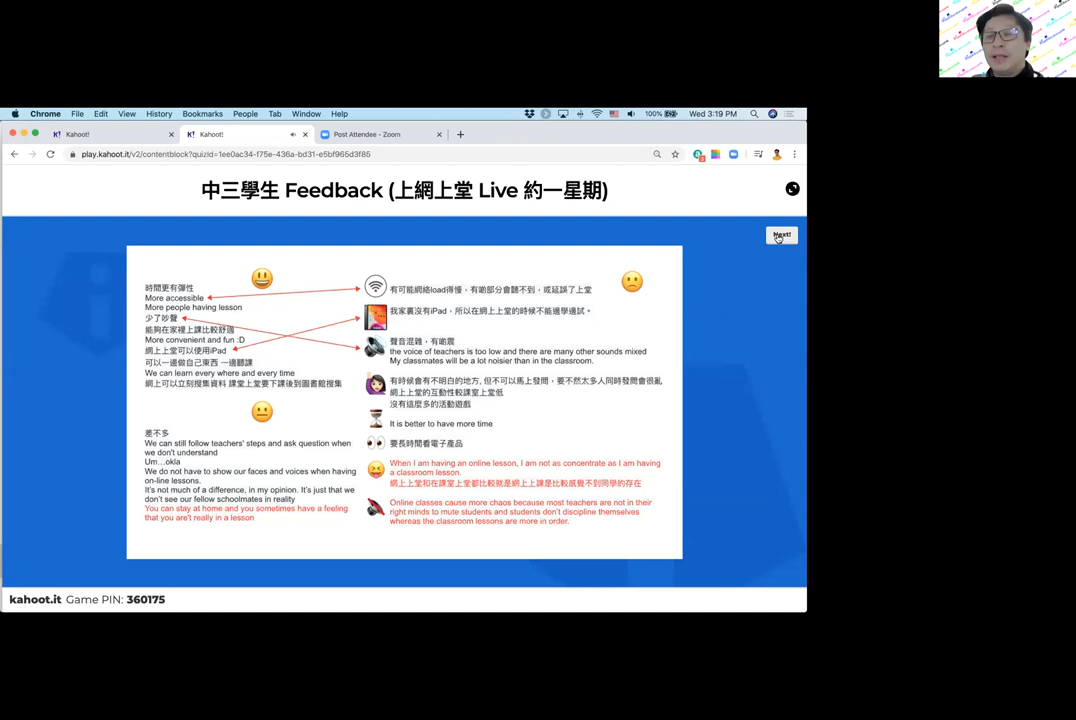 Chrome File Edit View History Bookmarks People Tab Window Help
100% Wed 3:19 PM
Kahoot!
Kahoot!
Post Attendee - Zoom
play.kahoot.it/v2/contentblock?quizId=1ee0ac34-f75e-436a-bd31-e5bf965d3f85
中三學生 Feedback (上網上堂 Live 約一星期)
Next!
時間更有彈性
More accessible
More people having lesson
少了吵聲
能夠在家裡上課比較舒適
More convenient and fun :D
網上上堂可以使用iPad
可以一邊做自己東西 一邊聽課
We can learn every where and every time
網上可以立刻搜集資料 課堂上堂要下課後到圖書館搜集
差不多
We can still follow teachers' steps and ask question when
we don't understand
Um...okla
We do not have to show our faces and voices when having
on-line lessons.
It's not much of a difference, in my opinion. It's just that we
don't see our fellow schoolmates in reality
You can stay at home and you sometimes have a feeling
that you are't really in a lesson
有可能網絡load得慢，有啲部分會聽不到，或延誤了上堂
我家裏沒有iPad，所以在網上上堂的時候不能邊學邊試。
聲音混雜，有啲震
the voice of teachers is too low and there are many other sounds mixed
My classmates will be a lot noisier than in the classroom.
有時候會有不明白的地方, 但不可以馬上發問，要不然太多人同時發問會很亂
網上上堂的互動性較課室上堂低
沒有這麼多的活動遊戲
It is better to have more time
要長時間看電子產品
When I am having an online lesson, I am not as concentrate as I am having
a classroom lesson.
網上上堂和在課室上堂都比較就是網上上課是比較感覺不到同學的存在
Online classes cause more chaos because most teachers are not in their
right minds to mute students and students don't discipline themselves
whereas the classroom lessons are more in order.
kahoot.it Game PIN: 360175